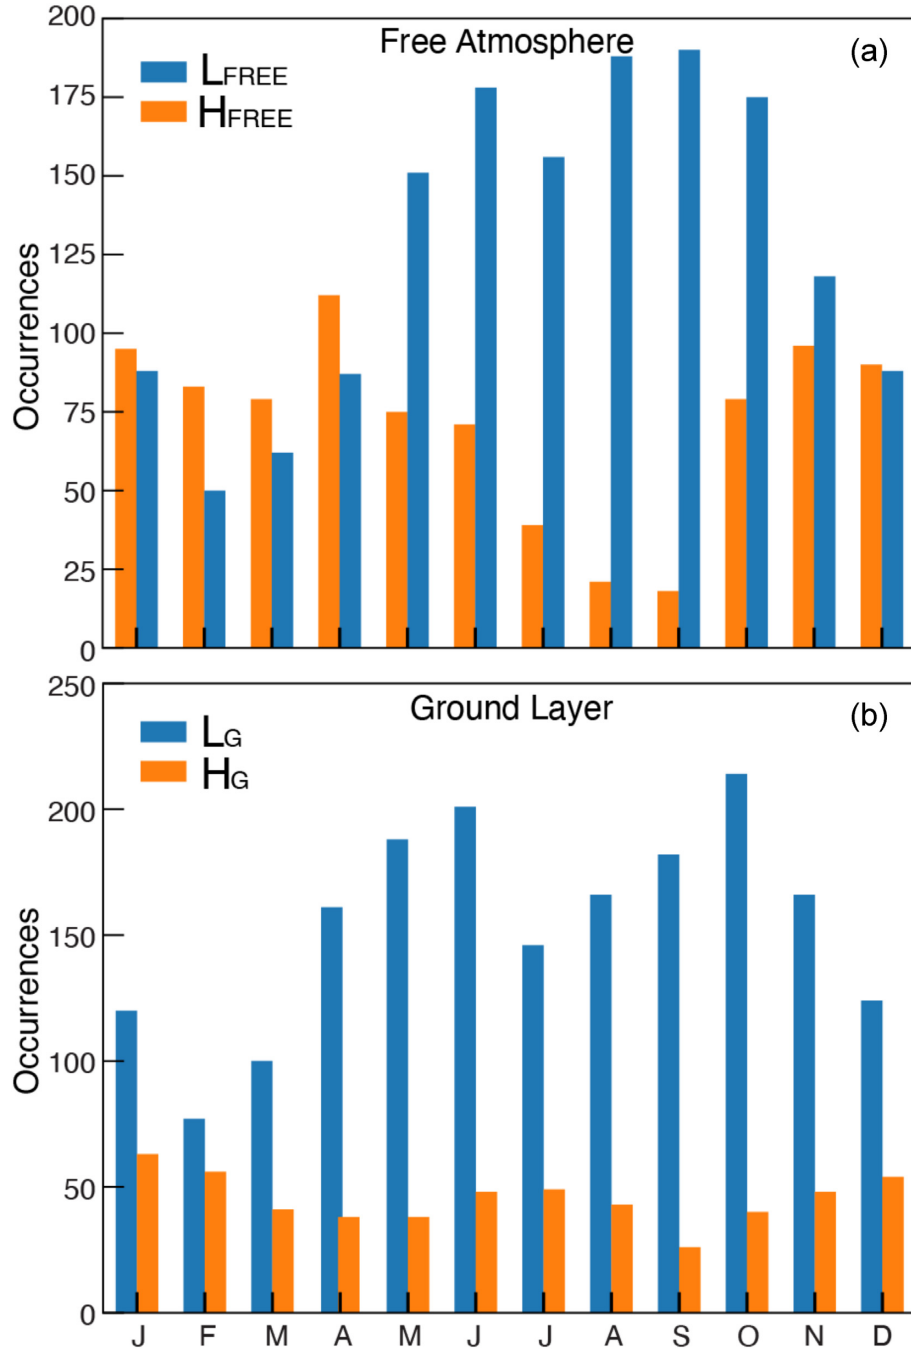 Free Atmosphere
(a)
LFREE
HFREE
200
175
150
125
100
75
50
25
0
Occurrences
Ground Layer
(b)
LG
HG
250
200
150
100
50
0
Occurrences
J F M A M J J A S O N D